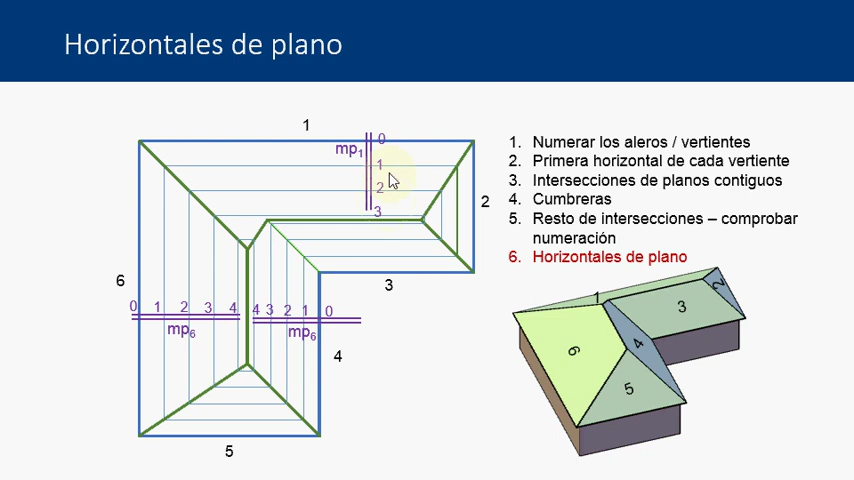 Horizontales de plano
1
0
mp1
1
2
3
2
3
6
0 1 2 3 4 4 3 2 1 0
mp6 mp6
4
5
1. Numerar los aleros / vertientes
2. Primera horizontal de cada vertiente
3. Intersecciones de planos contiguos
4. Cumbreras
5. Resto de intersecciones – comprobar
numeración
6. Horizontales de plano
1
2
3
4
6
5